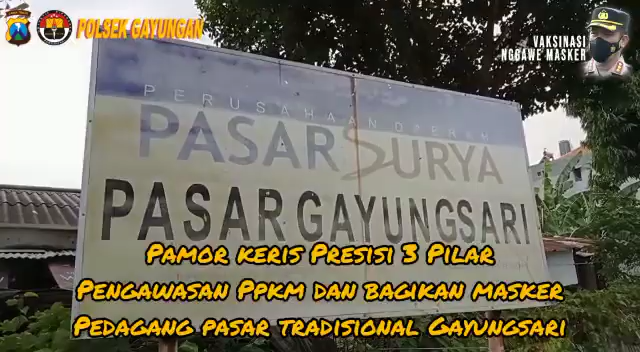 POLSEK GAYUNGAN
VAKSINASI
NGGAWE MASKER
PERUSAHAAN DAERAH
PASAR SURYA
PASAR GAYUNGSARI
Pamor keris Presisi 3 Pilar
Pengawasan Ppkm dan bagikan masker
Pedagang pasar tradisional Gayungsari